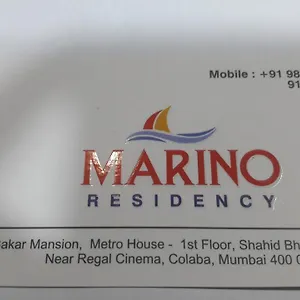 Mobile : +91 98
91
MARINO
RESIDENCY
akar Mansion, Metro House - 1st Floor, Shahid Bh
Near Regal Cinema, Colaba, Mumbai 400 0